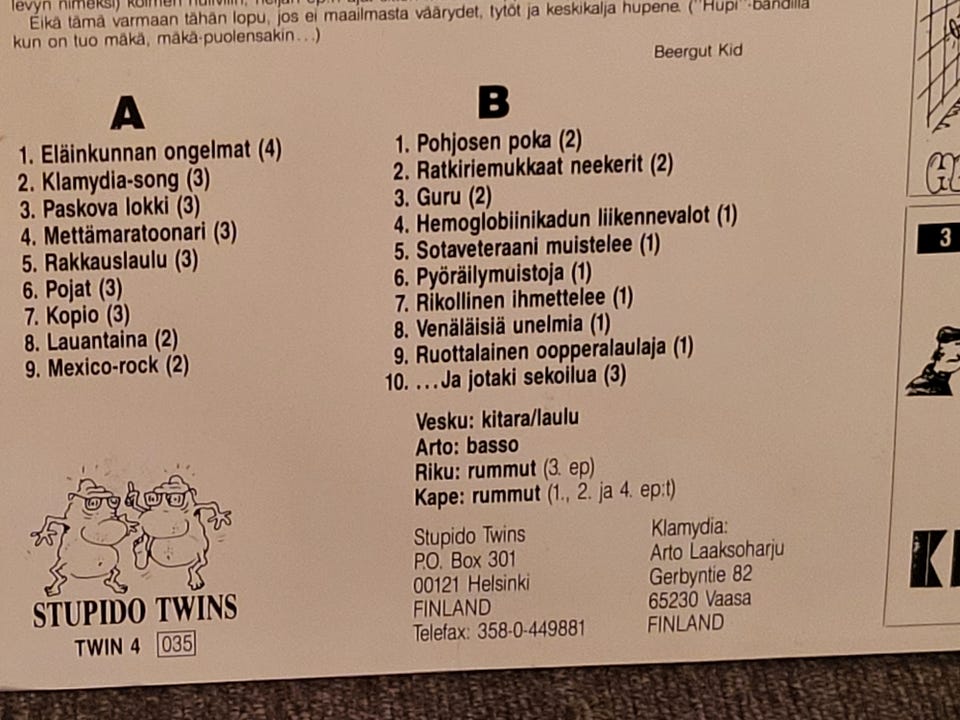 levyn nimeksi) kolmen
Eikä tämä varmaan tähän lopu, jos ei maailmasta väärydet, tytöt ja keskikalja hupene. ("Hupi"-bändillä
kun on tuo mäkä, mäkä-puolensakin...)
Beergut Kid
A
1. Eläinkunnan ongelmat (4)
2. Klamydia-song (3)
3. Paskova lokki (3)
4. Mettämaratoonari (3)
5. Rakkauslaulu (3)
6. Pojat (3)
7. Kopio (3)
8. Lauantaina (2)
9. Mexico-rock (2)
B
1. Pohjosen poka (2)
2. Ratkiriemukkaat neekerit (2)
3. Guru (2)
4. Hemoglobiinikadun liikennevalot (1)
5. Sotaveteraani muistelee (1)
6. Pyöräilymuistoja (1)
7. Rikollinen ihmettelee (1)
8. Venäläisiä unelmia (1)
9. Ruottalainen oopperalaulaja (1)
10. ...Ja jotaki sekoilua (3)
Vesku: kitara/laulu
Arto: basso
Riku: rummut (3. ep)
Kape: rummut (1., 2. ja 4. ep:t)
Stupido Twins
P.O. Box 301
00121 Helsinki
FINLAND
Telefax: 358-0-449881
Klamydia:
Arto Laaksoharju
Gerbyntie 82
65230 Vaasa
FINLAND
STUPIDO TWINS
TWIN 4 035
3